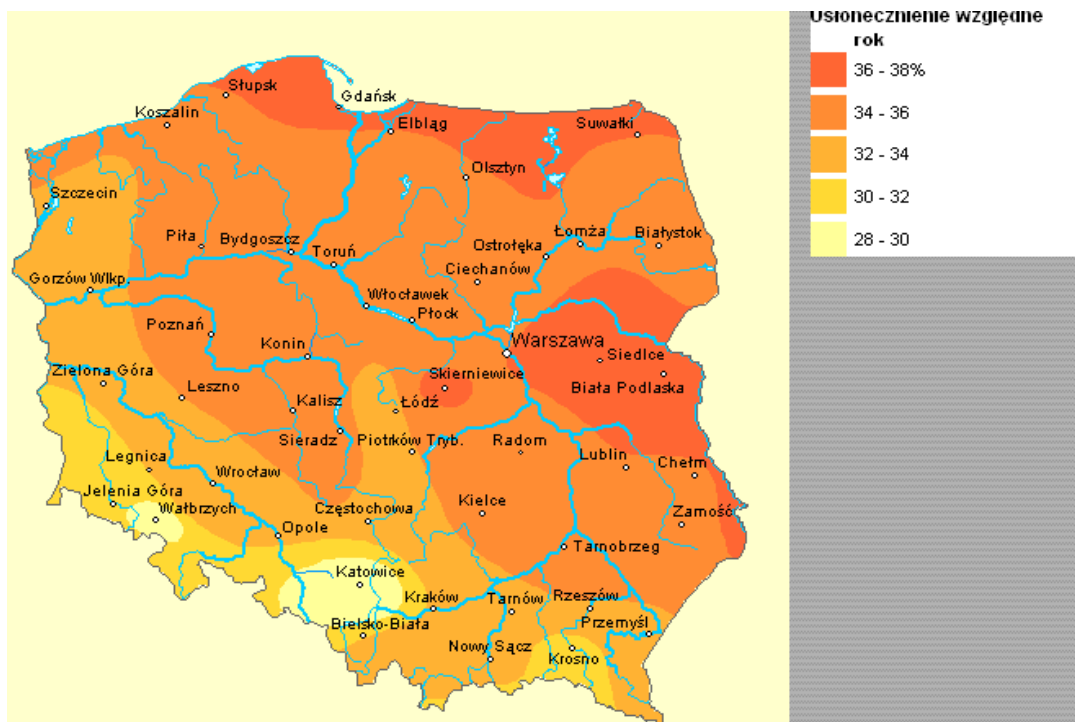 Usłonecznienie względne
rok
36 - 38%
34 - 36
32 - 34
30 - 32
28 - 30
Słupsk
Gdańsk
Koszalin
Elbląg
Suwałki
Olsztyn
Szczecin
Piła
Bydgoszcz
Toruń
Ostrołęka
Łomża
Białystok
Ciechanów
Gorzów Wlkp.
Włocławek
Płock
Poznań
Konin
Warszawa
Siedlce
Zielona Góra
Skierniewice
Biała Podlaska
Leszno
Kalisz
Łódź
Sieradz
Piotrków Tryb.
Radom
Lublin
Chełm
Legnica
Wrocław
Jelenia Góra
Wałbrzych
Częstochowa
Kielce
Zamość
Opole
Tarnobrzeg
Katowice
Kraków
Tarnów
Rzeszów
Bielsko-Biała
Przemyśl
Nowy Sącz
Krosno